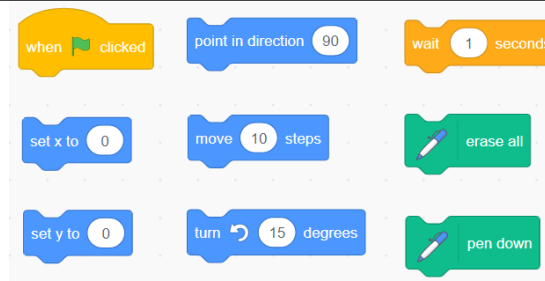 when clicked
point in direction 90
wait 1 seconds
set x to 0
move 10 steps
erase all
set y to 0
turn 15 degrees
pen down